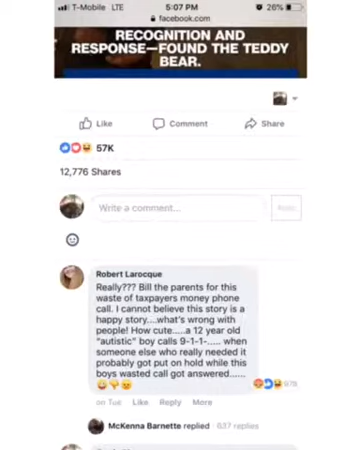 T-Mobile LTE 5:07 PM 26%
facebook.com
RECOGNITION AND
RESPONSE—FOUND THE TEDDY
BEAR.
Like Comment Share
57K
12,776 Shares
Write a comment...
Robert Larocque
Really??? Bill the parents for this
waste of taxpayers money phone
call. I cannot believe this story is a
happy story....what's wrong with
people! How cute.....a 12 year old
"autistic" boy calls 9-1-1-..... when
someone else who really needed it
probably got put on hold while this
boys wasted call got answered......
on Tue Like Reply More
McKenna Barnette replied · 637 replies